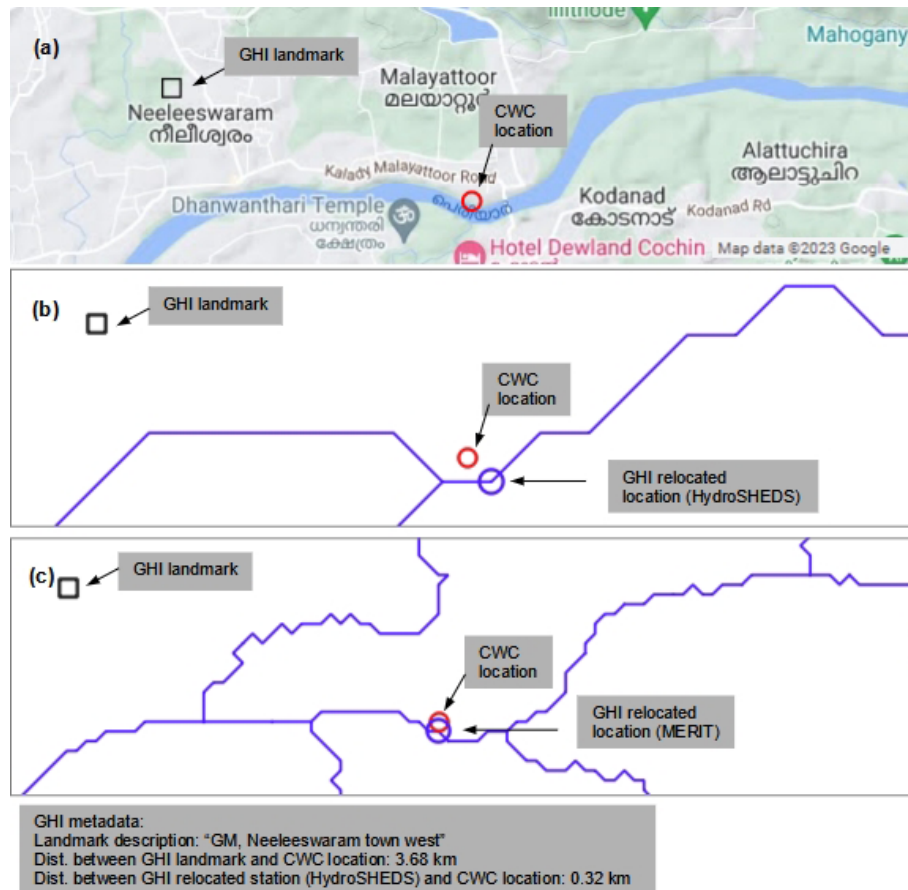 (a)
GHI landmark
Neeleeswaram
നീലീശ്വരം
Malayattoor
മലയാറ്റൂർ
Mahogany
CWC
location
Alattuchira
ആലാട്ടുചിറ
Kalady Malayattoor Road
പെരിയാർ
Dhanwanthari Temple
ധന്വന്തരി
ക്ഷേത്രം
Kodanad
കോടനാട്
Kodanad Rd
Hotel Dewland Cochin
Map data ©2023 Google
(b)
GHI landmark
CWC
location
GHI relocated
location (HydroSHEDS)
(c)
GHI landmark
CWC
location
GHI relocated
location (MERIT)
GHI metadata:
Landmark description: “GM, Neeleeswaram town west”
Dist. between GHI landmark and CWC location: 3.68 km
Dist. between GHI relocated station (HydroSHEDS) and CWC location: 0.32 km